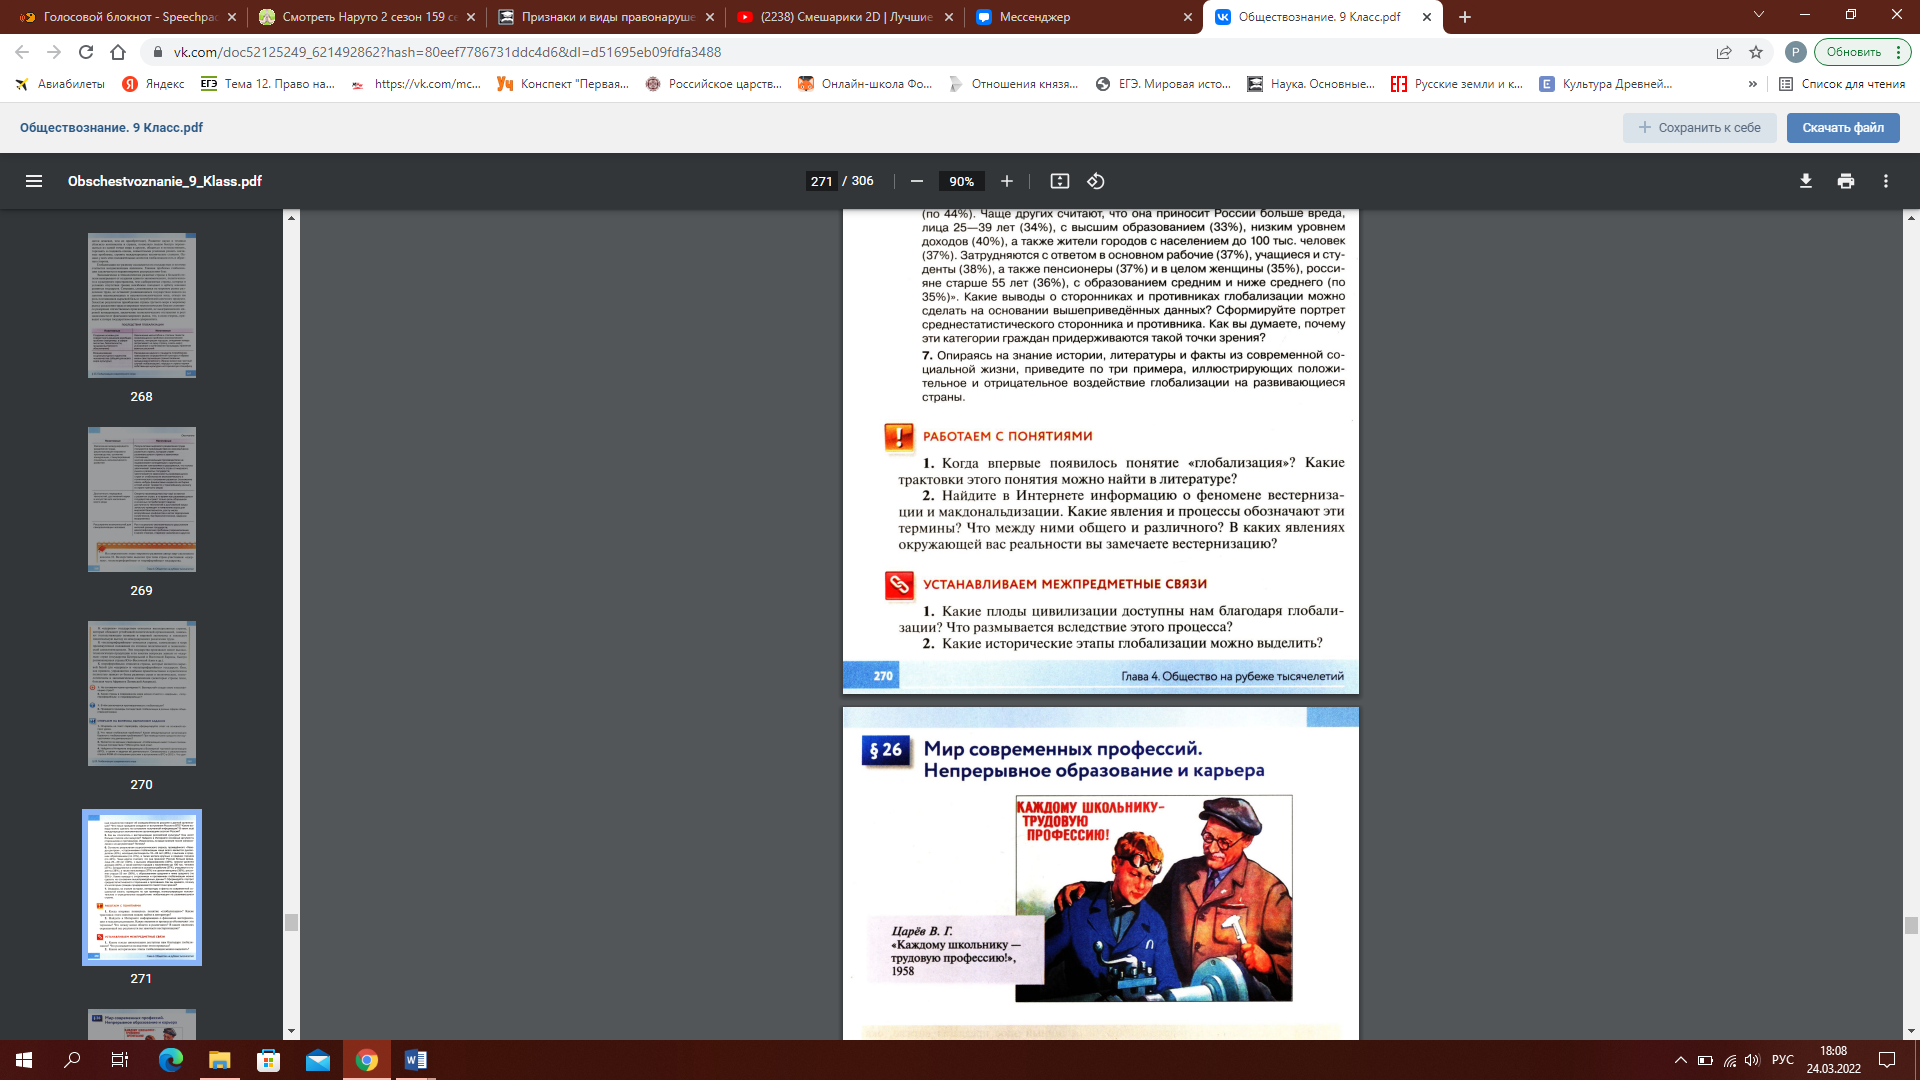 Голосовой блокнот - Speechpac
Смотреть Наруто 2 сезон 159 се
Признаки и виды правонаруше
(2238) Смешарики 2D | Лучшие
Мессенджер
Обществознание. 9 Класс.pdf
vk.com/doc52125249_621492862?hash=80eef7786731ddc4d6&dl=d51695eb09fdfa3488
P
Обновить
Авиабилеты
Яндекс
ЕГЭ Тема 12. Право на...
https://vk.com/mc...
Конспект "Первая...
Российское царств...
Онлайн-школа Фо...
Отношения князя...
ЕГЭ. Мировая исто...
Наука. Основные...
Русские земли и к...
Культура Древней...
»
Список для чтения
Обществознание. 9 Класс.pdf
Сохранить к себе
Скачать файл
Obschestvoznanie_9_Klass.pdf
271 / 306
90%
268
269
270
271
(по 44%). Чаще других считают, что она приносит России больше вреда,
лица 25—39 лет (34%), с высшим образованием (33%), низким уровнем
доходов (40%), а также жители городов с населением до 100 тыс. человек
(37%). Затрудняются с ответом в основном рабочие (37%), учащиеся и сту-
денты (38%), а также пенсионеры (37%) и в целом женщины (35%), росси-
яне старше 55 лет (36%), с образованием средним и ниже среднего (по
35%)». Какие выводы о сторонниках и противниках глобализации можно
сделать на основании вышеприведённых данных? Сформируйте портрет
среднестатистического сторонника и противника. Как вы думаете, почему
эти категории граждан придерживаются такой точки зрения?
7. Опираясь на знание истории, литературы и факты из современной со-
циальной жизни, приведите по три примера, иллюстрирующих положи-
тельное и отрицательное воздействие глобализации на развивающиеся
страны.
РАБОТАЕМ С ПОНЯТИЯМИ
1. Когда впервые появилось понятие «глобализация»? Какие
трактовки этого понятия можно найти в литературе?
2. Найдите в Интернете информацию о феномене вестерниза-
ции и макдональдизации. Какие явления и процессы обозначают эти
термины? Что между ними общего и различного? В каких явлениях
окружающей вас реальности вы замечаете вестернизацию?
УСТАНАВЛИВАЕМ МЕЖПРЕДМЕТНЫЕ СВЯЗИ
1. Какие плоды цивилизации доступны нам благодаря глобали-
зации? Что размывается вследствие этого процесса?
2. Какие исторические этапы глобализации можно выделить?
270
Глава 4. Общество на рубеже тысячелетий
§ 26
Мир современных профессий.
Непрерывное образование и карьера
КАЖДОМУ ШКОЛЬНИКУ–
ТРУДОВУЮ
ПРОФЕССИЮ!
Царёв В. Г.
«Каждому школьнику —
трудовую профессию!»,
1958
РУС
18:08
24.03.2022